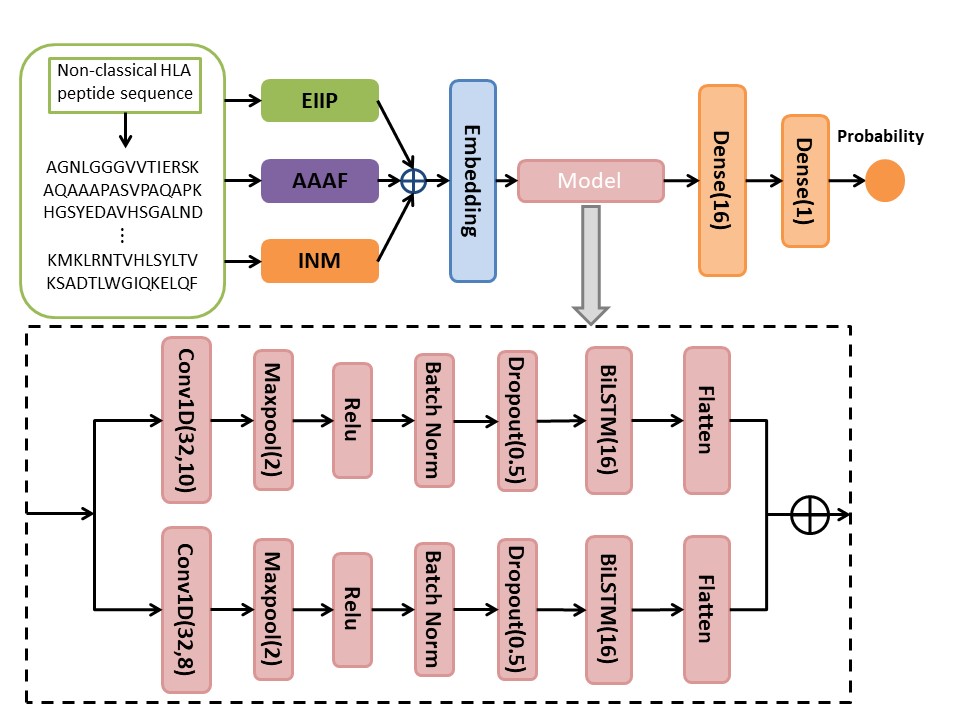 Non-classical HLA
peptide sequence
AGNLGGGVVTIERSK
AQAAAPASVPAQAPK
HGSYEDAVHSGALND
⋮
KMKLRNTVHLSYLTV
KSADTLWGIQKELQF
EIIP
AAAF
INM
Embedding
Model
Dense(16)
Dense(1)
Probability
Conv1D(32,10)
Maxpool(2)
Relu
Batch Norm
Dropout(0.5)
BiLSTM(16)
Flatten
Conv1D(32,8)
Maxpool(2)
Relu
Batch Norm
Dropout(0.5)
BiLSTM(16)
Flatten